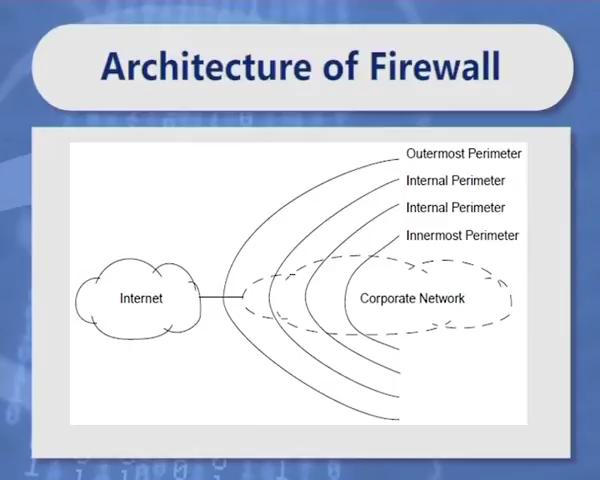 Architecture of Firewall
Outermost Perimeter
Internal Perimeter
Internal Perimeter
Innermost Perimeter
Internet
Corporate Network